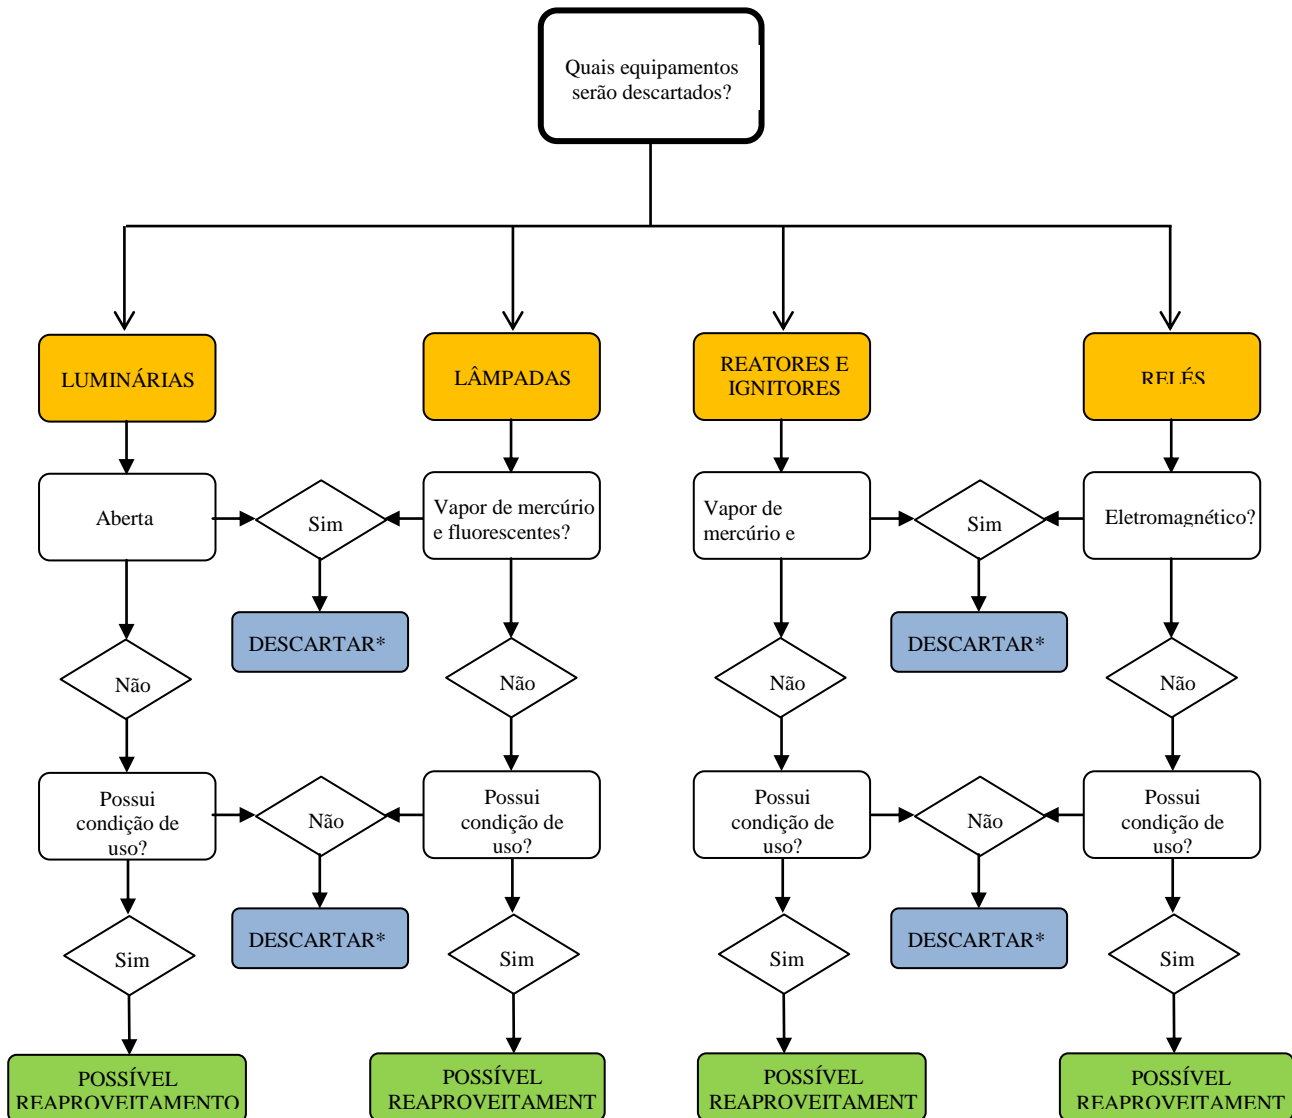 Quais equipamentos
serão descartados?
LUMINÁRIAS
LÂMPADAS
REATORES E
IGNITORES
RELÉS
Aberta
Sim
Vapor de mercúrio
e fluorescentes?
Vapor de
mercúrio e
Sim
Eletromagnético?
DESCARTAR*
DESCARTAR*
Não
Não
Não
Não
Possui
condição de
uso?
Não
Possui
condição de
uso?
Possui
condição de
uso?
Não
Possui
condição de
uso?
DESCARTAR*
DESCARTAR*
Sim
Sim
Sim
Sim
POSSÍVEL
REAPROVEITAMENTO
POSSÍVEL
REAPROVEITAMENT
POSSÍVEL
REAPROVEITAMENT
POSSÍVEL
REAPROVEITAMENT